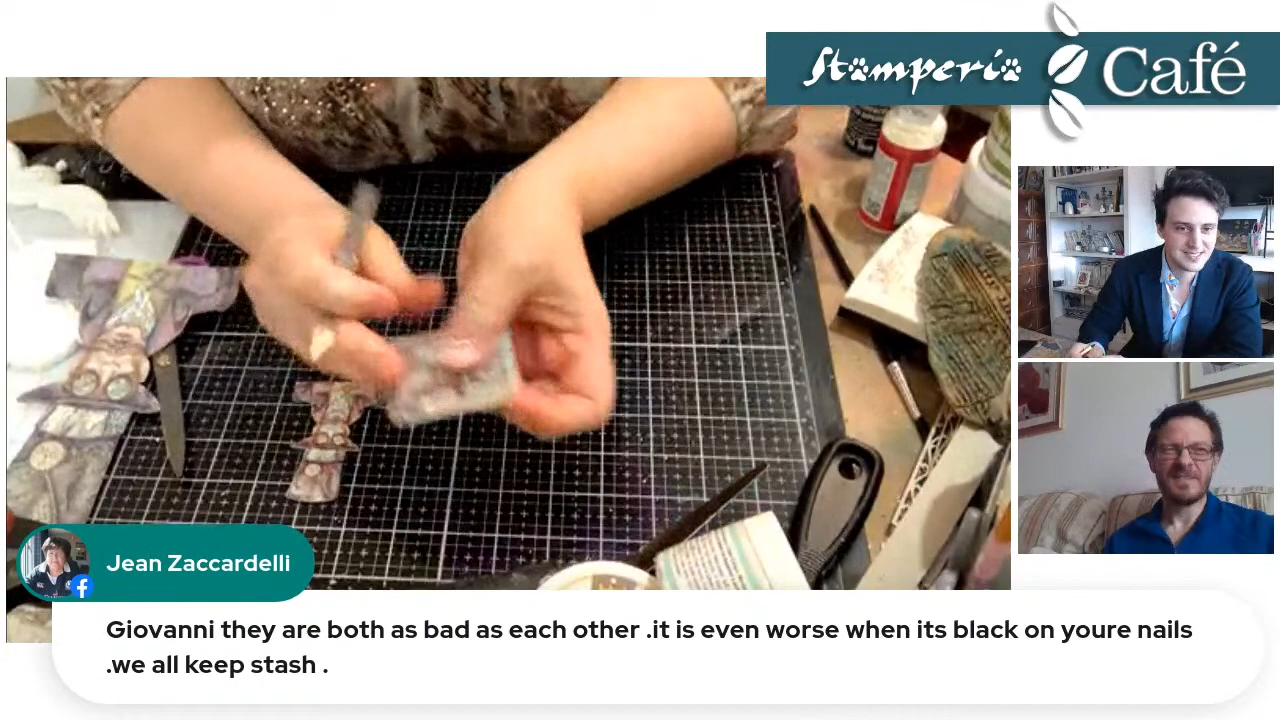 Stamperia Café
Jean Zaccardelli
Giovanni they are both as bad as each other .it is even worse when its black on youre nails
.we all keep stash .